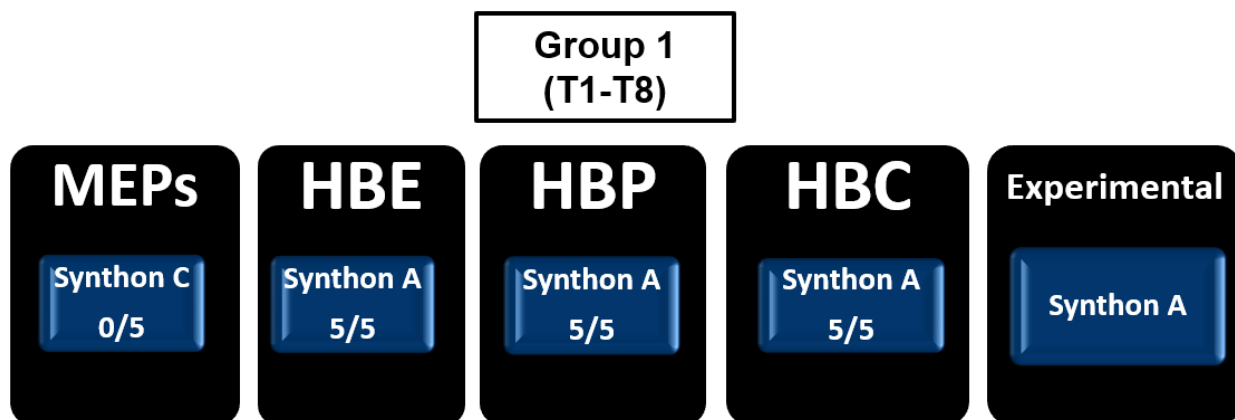 Group 1
(T1-T8)
MEPs
Synthon C
0/5
HBE
Synthon A
5/5
HBP
Synthon A
5/5
HBC
Synthon A
5/5
Experimental
Synthon A